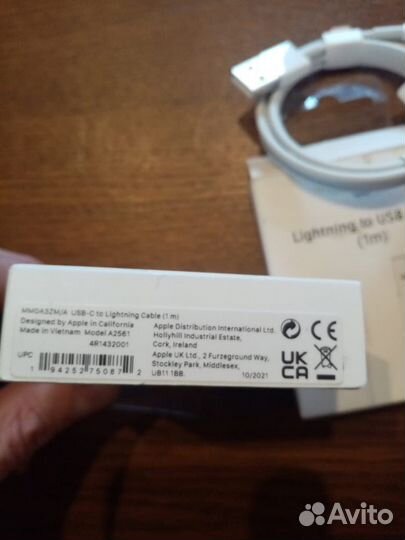 Lightning to USB
(1m)
MM0A3ZM/A USB-C to Lightning Cable (1 m)
Designed by Apple in California
Made in Vietnam Model A2561
4R1432001
UPC
1 94252 75087 2
Apple Distribution International Ltd.
Hollyhill Industrial Estate,
Cork, Ireland
Apple UK Ltd., 2 Furzeground Way,
Stockley Park, Middlesex,
UB11 1BB.
10/2021
CE
UK
CA
Avito